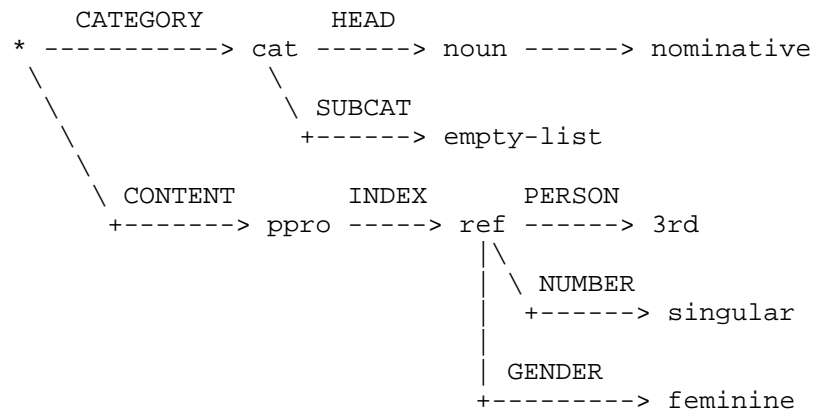 CATEGORY HEAD
* -----------> cat ------> noun ------> nominative
\ \
\ \ SUBCAT
\ +------> empty-list
\
\ CONTENT INDEX PERSON
+-------> ppro -----> ref ------> 3rd
|\
| \ NUMBER
| +------> singular
|
| GENDER
+---------> feminine